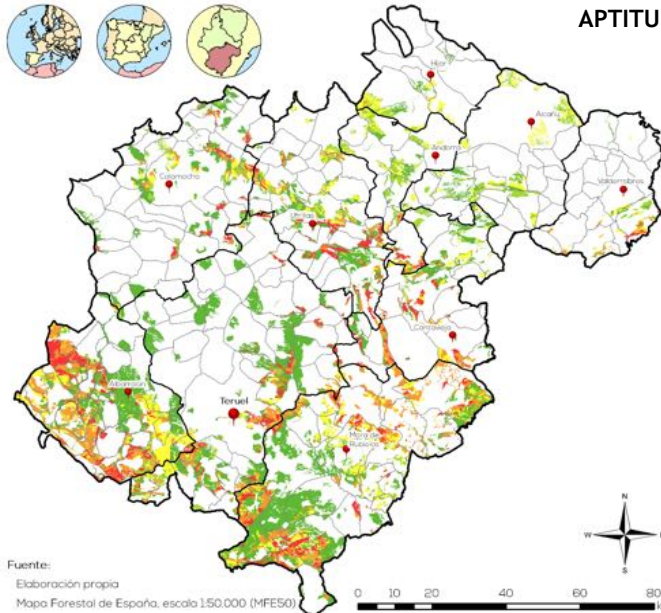 APTITU
Híjar
Alcañiz
Andorra
Calamocha
Valderrobres
Utrillas
Cantavieja
Albarracín
Teruel
Mora de
Rubielos
N
W
S
Fuente:
Elaboración propia
Mapa Forestal de España, escala 1:50.000 (MFE50)
0 10 20 40 60 80